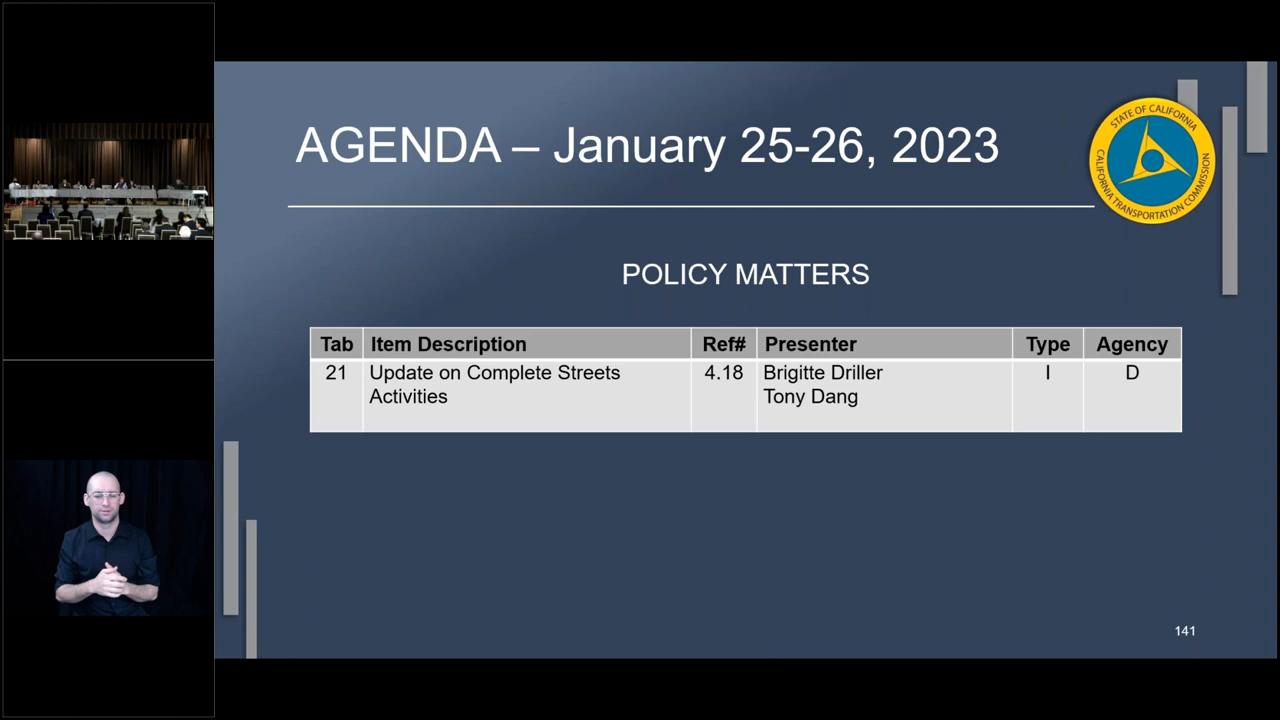 AGENDA – January 25-26, 2023
STATE OF CALIFORNIA
CALIFORNIA TRANSPORTATION COMMISSION
POLICY MATTERS
Tab Item Description Ref# Presenter Type Agency
21 Update on Complete Streets 4.18 Brigitte Driller I D
Activities Tony Dang
141